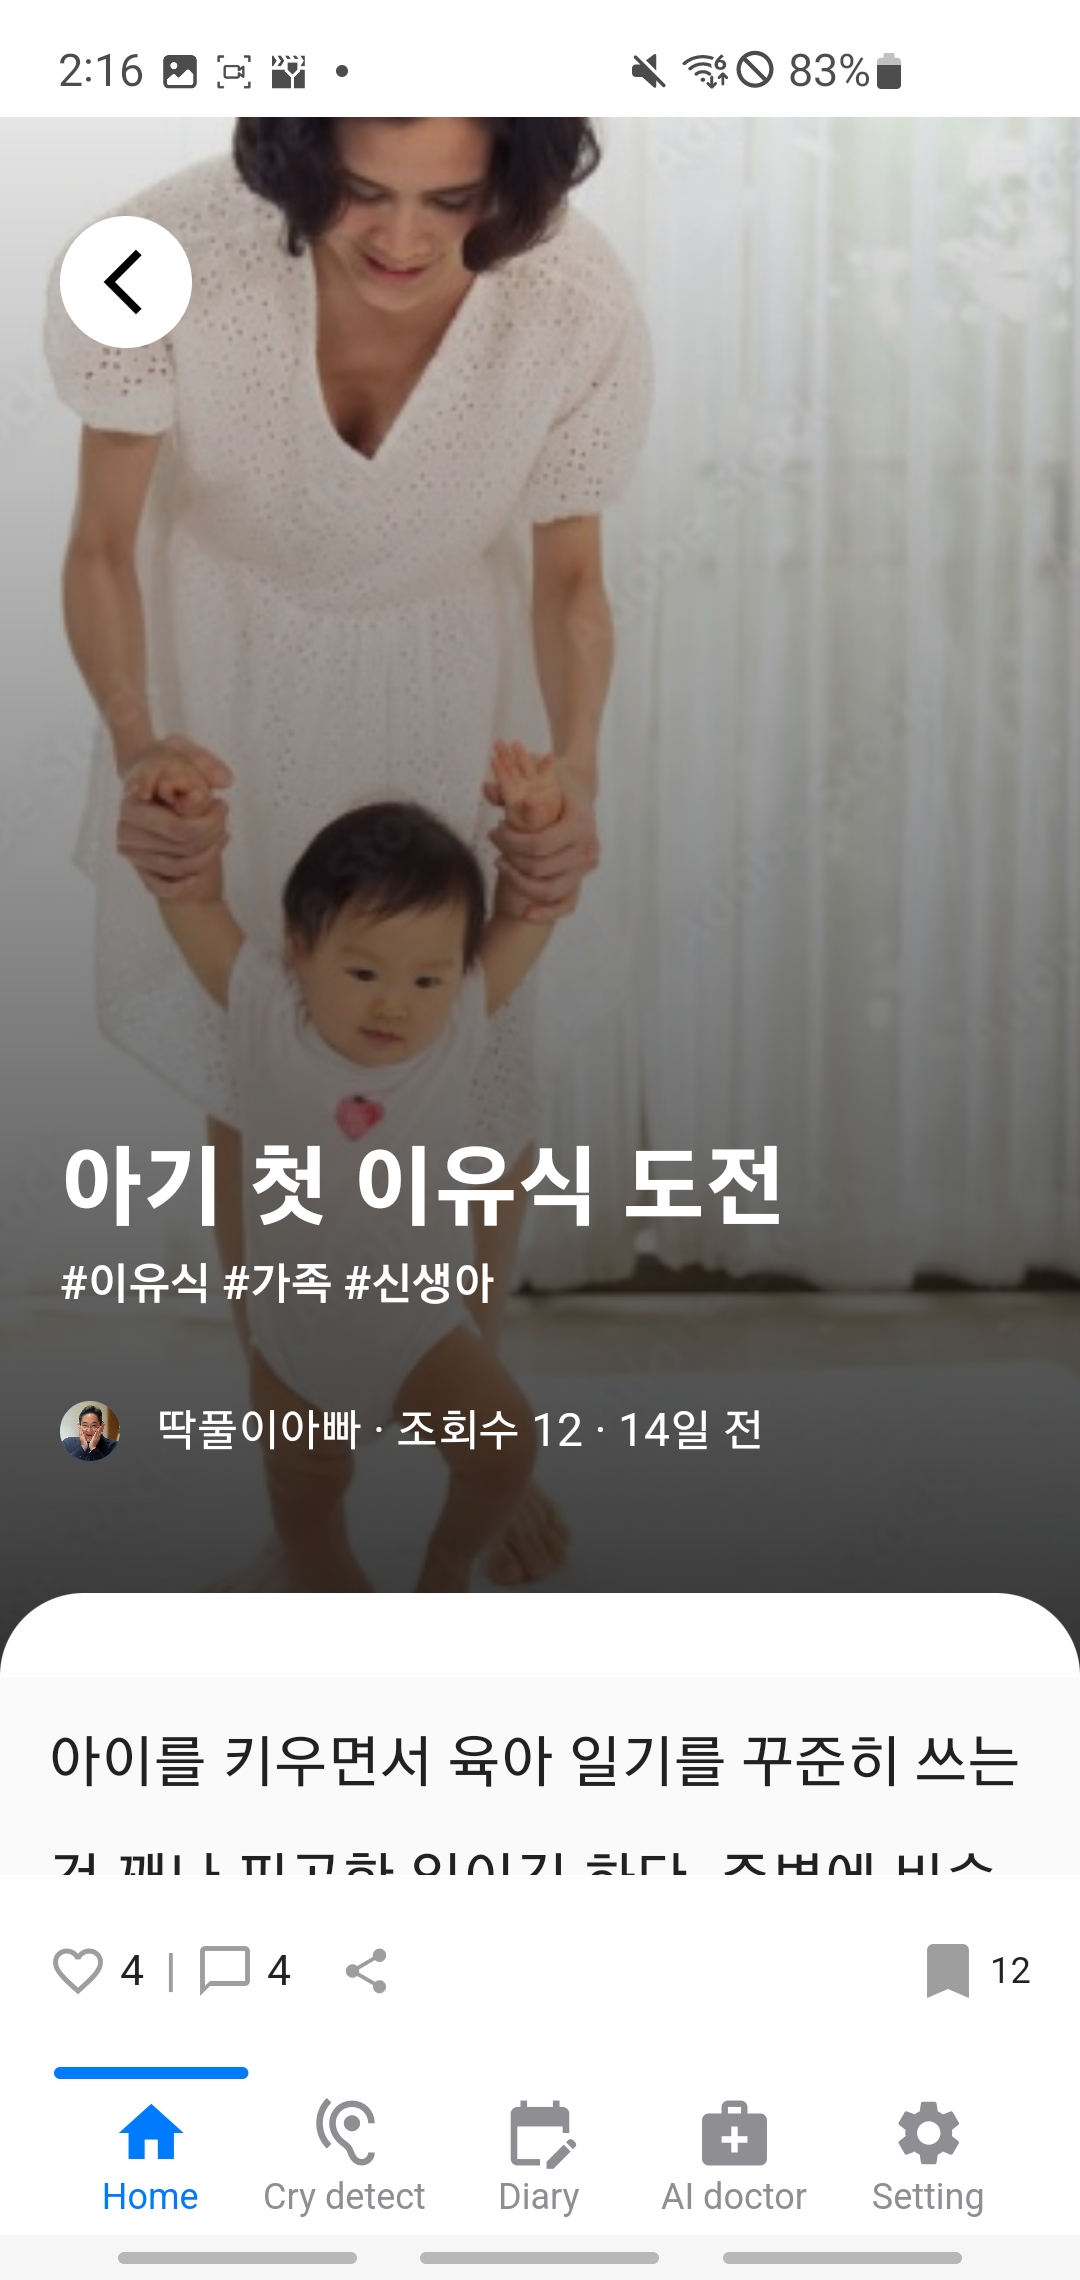 2:16
83%
아기 첫 이유식 도전
#이유식 #가족 #신생아
딱풀이아빠 · 조회수 12 · 14일 전
아이를 키우면서 육아 일기를 꾸준히 쓰는
4 | 4
12
Home Cry detect Diary AI doctor Setting